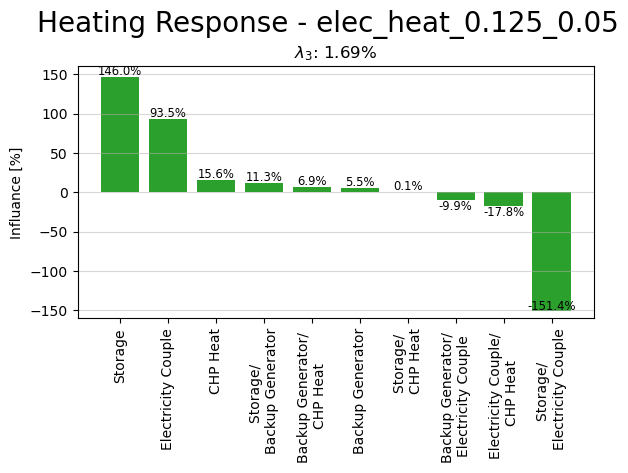 Heating Response - elec_heat_0.125_0.05
λ3: 1.69%
Influance [%]
150
100
50
0
−50
−100
−150
146.0%
93.5%
15.6%
11.3%
6.9%
5.5%
0.1%
-9.9%
-17.8%
-151.4%
Storage
Electricity Couple
CHP Heat
Storage/
Backup Generator
Backup Generator/
CHP Heat
Backup Generator
Storage/
CHP Heat
Backup Generator/
Electricity Couple
Electricity Couple/
CHP Heat
Storage/
Electricity Couple